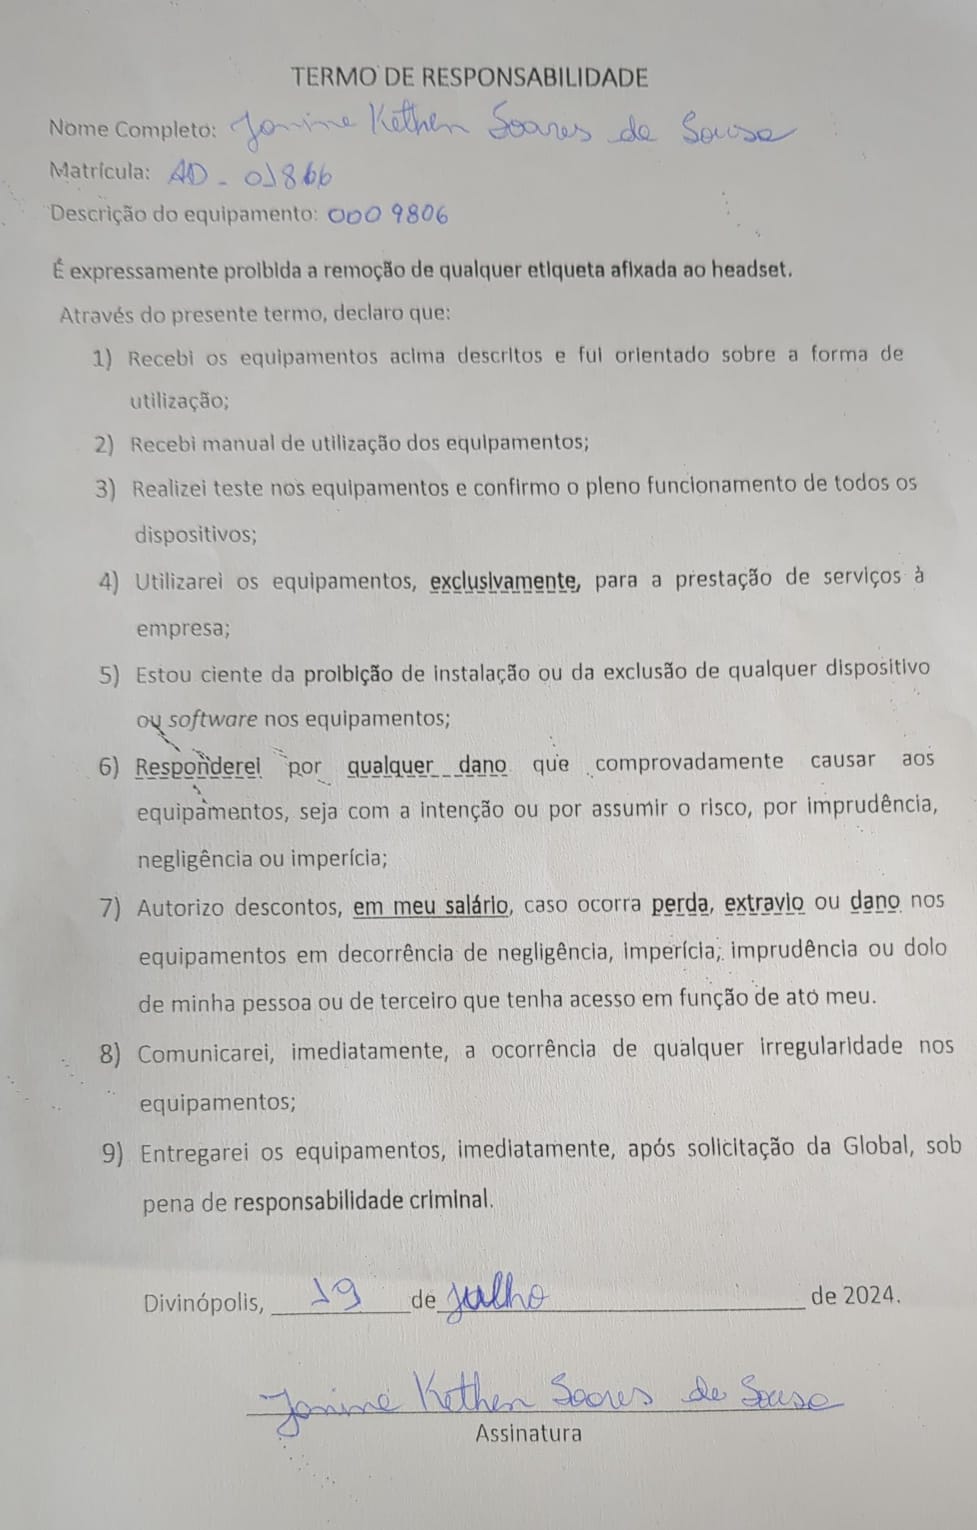 TERMO DE RESPONSABILIDADE
Nome Completo: Janine Kethen Soares de Sousa
Matrícula: AD - 01866
Descrição do equipamento: 000 9806
É expressamente proibida a remoção de qualquer etiqueta afixada ao headset.
Através do presente termo, declaro que:
1) Recebi os equipamentos acima descritos e fui orientado sobre a forma de
utilização;
2) Recebi manual de utilização dos equipamentos;
3) Realizei teste nos equipamentos e confirmo o pleno funcionamento de todos os
dispositivos;
4) Utilizarei os equipamentos, exclusivamente, para a prestação de serviços à
empresa;
5) Estou ciente da proibição de instalação ou da exclusão de qualquer dispositivo
ou software nos equipamentos;
6) Responderei por qualquer dano que comprovadamente causar aos
equipamentos, seja com a intenção ou por assumir o risco, por imprudência,
negligência ou imperícia;
7) Autorizo descontos, em meu salário, caso ocorra perda, extravio ou dano nos
equipamentos em decorrência de negligência, imperícia, imprudência ou dolo
de minha pessoa ou de terceiro que tenha acesso em função de ato meu.
8) Comunicarei, imediatamente, a ocorrência de qualquer irregularidade nos
equipamentos;
9) Entregarei os equipamentos, imediatamente, após solicitação da Global, sob
pena de responsabilidade criminal.
Divinópolis, 19 de julho de 2024.
Janine Kethen Soares de Sousa
Assinatura